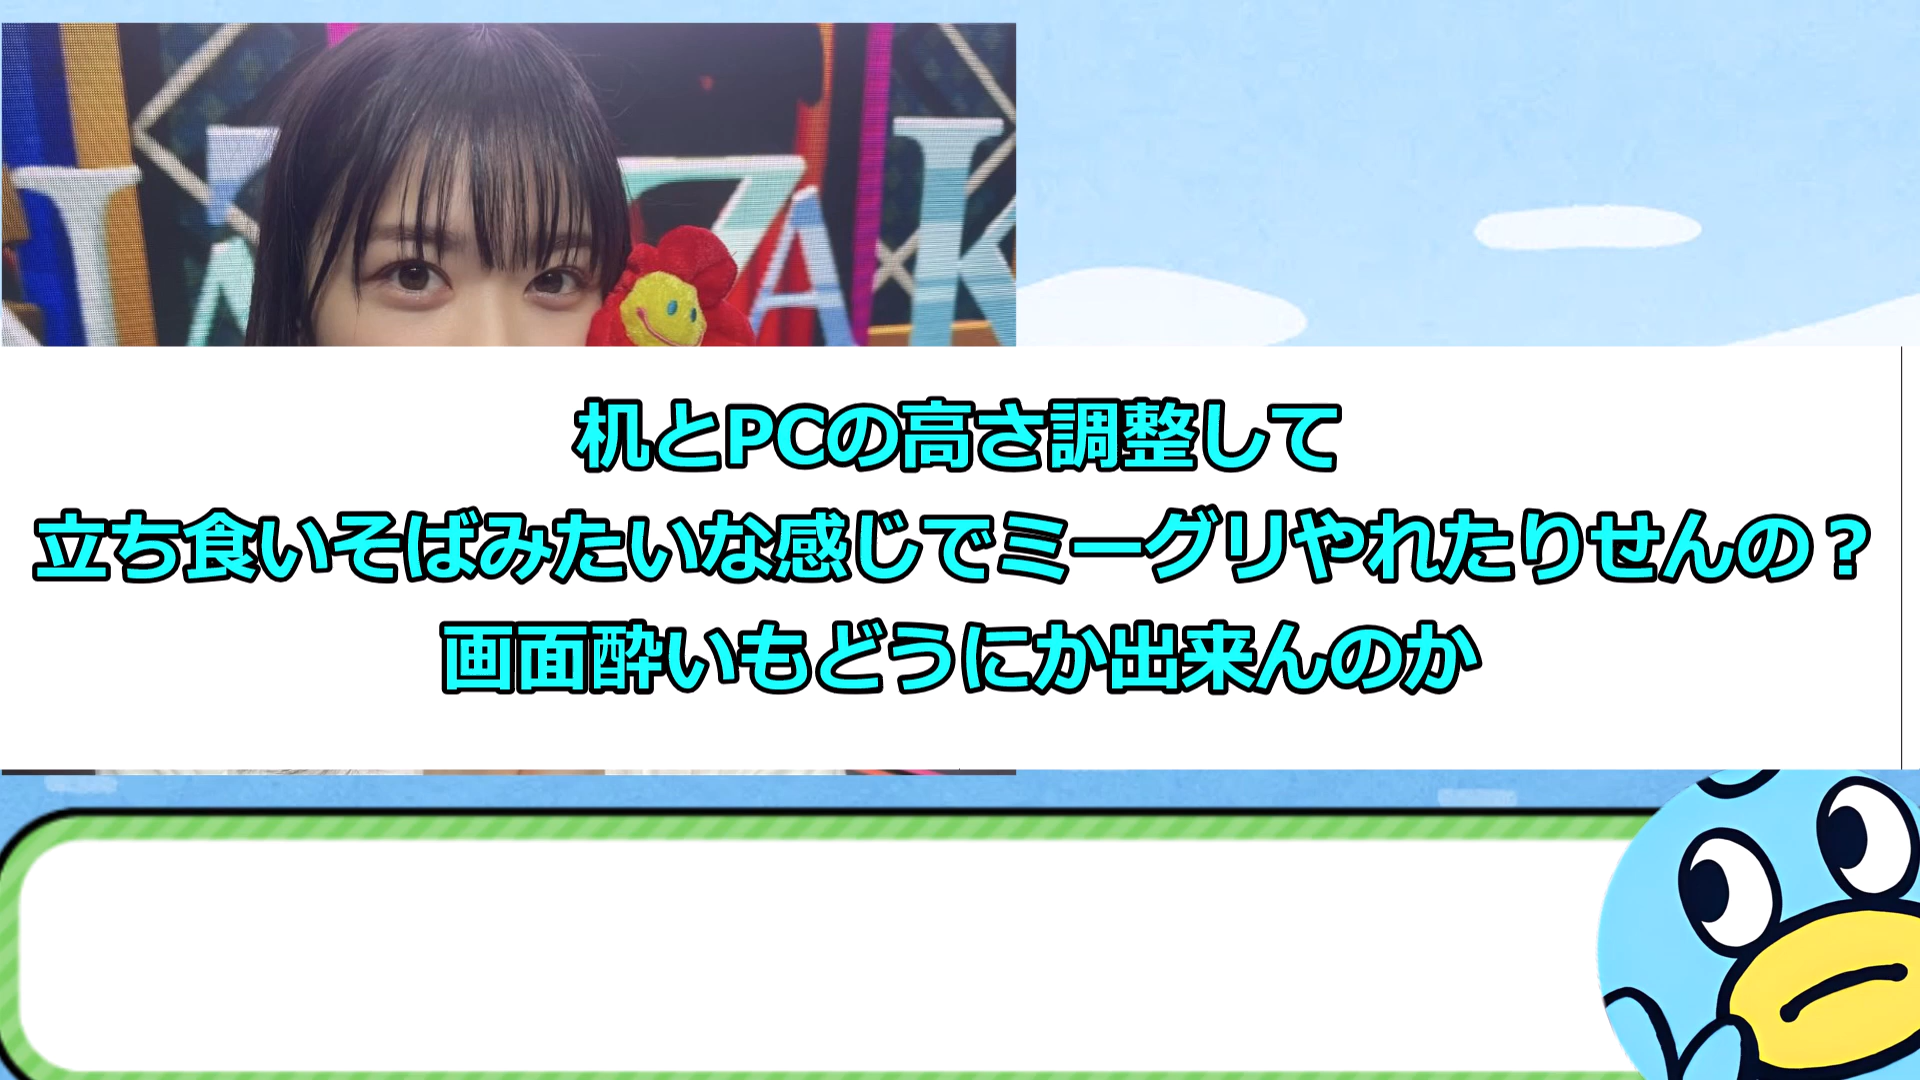 机とPCの高さ調整して
立ち食いそばみたいな感じでミーグリやれたりせんの？
画面酔いもどうにか出来んのか